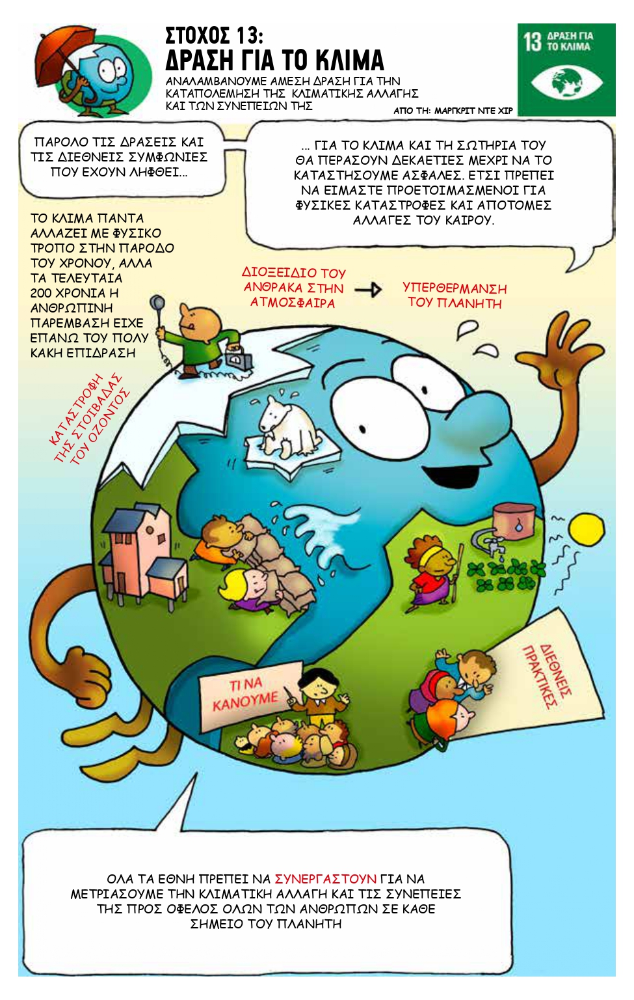 ΣΤΟΧΟΣ 13:
ΔΡΑΣΗ ΓΙΑ ΤΟ ΚΛΙΜΑ
ΑΝΑΛΑΜΒΑΝΟΥΜΕ ΑΜΕΣΗ ΔΡΑΣΗ ΓΙΑ ΤΗΝ
ΚΑΤΑΠΟΛΕΜΗΣΗ ΤΗΣ ΚΛΙΜΑΤΙΚΗΣ ΑΛΛΑΓΗΣ
ΚΑΙ ΤΩΝ ΣΥΝΕΠΕΙΩΝ ΤΗΣ
ΑΠΟ ΤΗ: ΜΑΡΓΚΡΙΤ ΝΤΕ ΧΙΡ
13 ΔΡΑΣΗ ΓΙΑ
ΤΟ ΚΛΙΜΑ
ΠΑΡΟΛΟ ΤΙΣ ΔΡΑΣΕΙΣ ΚΑΙ
ΤΙΣ ΔΙΕΘΝΕΙΣ ΣΥΜΦΩΝΙΕΣ
ΠΟΥ ΕΧΟΥΝ ΛΗΦΘΕΙ...
... ΓΙΑ ΤΟ ΚΛΙΜΑ ΚΑΙ ΤΗ ΣΩΤΗΡΙΑ ΤΟΥ
ΘΑ ΠΕΡΑΣΟΥΝ ΔΕΚΑΕΤΙΕΣ ΜΕΧΡΙ ΝΑ ΤΟ
ΚΑΤΑΣΤΗΣΟΥΜΕ ΑΣΦΑΛΕΣ. ΕΤΣΙ ΠΡΕΠΕΙ
ΝΑ ΕΙΜΑΣΤΕ ΠΡΟΕΤΟΙΜΑΣΜΕΝΟΙ ΓΙΑ
ΦΥΣΙΚΕΣ ΚΑΤΑΣΤΡΟΦΕΣ ΚΑΙ ΑΠΟΤΟΜΕΣ
ΑΛΛΑΓΕΣ ΤΟΥ ΚΑΙΡΟΥ.
ΤΟ ΚΛΙΜΑ ΠΑΝΤΑ
ΑΛΛΑΖΕΙ ΜΕ ΦΥΣΙΚΟ
ΤΡΟΠΟ ΣΤΗΝ ΠΑΡΟΔΟ
ΤΟΥ ΧΡΟΝΟΥ, ΑΛΛΑ
ΤΑ ΤΕΛΕΥΤΑΙΑ
200 ΧΡΟΝΙΑ Η
ΑΝΘΡΩΠΙΝΗ
ΠΑΡΕΜΒΑΣΗ ΕΙΧΕ
ΕΠΑΝΩ ΤΟΥ ΠΟΛΥ
ΚΑΚΗ ΕΠΙΔΡΑΣΗ
ΔΙΟΞΕΙΔΙΟ ΤΟΥ
ΑΝΘΡΑΚΑ ΣΤΗΝ
ΑΤΜΟΣΦΑΙΡΑ
ΥΠΕΡΘΕΡΜΑΝΣΗ
ΤΟΥ ΠΛΑΝΗΤΗ
ΚΑΤΑΣΤΡΟΦΗ
ΤΗΣ ΣΤΟΙΒΑΔΑΣ
ΤΟΥ ΟΖΟΝΤΟΣ
ΔΙΕΘΝΕΙΣ
ΠΡΑΚΤΙΚΕΣ
ΤΙ ΝΑ
ΚΑΝΟΥΜΕ
ΟΛΑ ΤΑ ΕΘΝΗ ΠΡΕΠΕΙ ΝΑ ΣΥΝΕΡΓΑΣΤΟΥΝ ΓΙΑ ΝΑ
ΜΕΤΡΙΑΣΟΥΜΕ ΤΗΝ ΚΛΙΜΑΤΙΚΗ ΑΛΛΑΓΗ ΚΑΙ ΤΙΣ ΣΥΝΕΠΕΙΕΣ
ΤΗΣ ΠΡΟΣ ΟΦΕΛΟΣ ΟΛΩΝ ΤΩΝ ΑΝΘΡΩΠΩΝ ΣΕ ΚΑΘΕ
ΣΗΜΕΙΟ ΤΟΥ ΠΛΑΝΗΤΗ